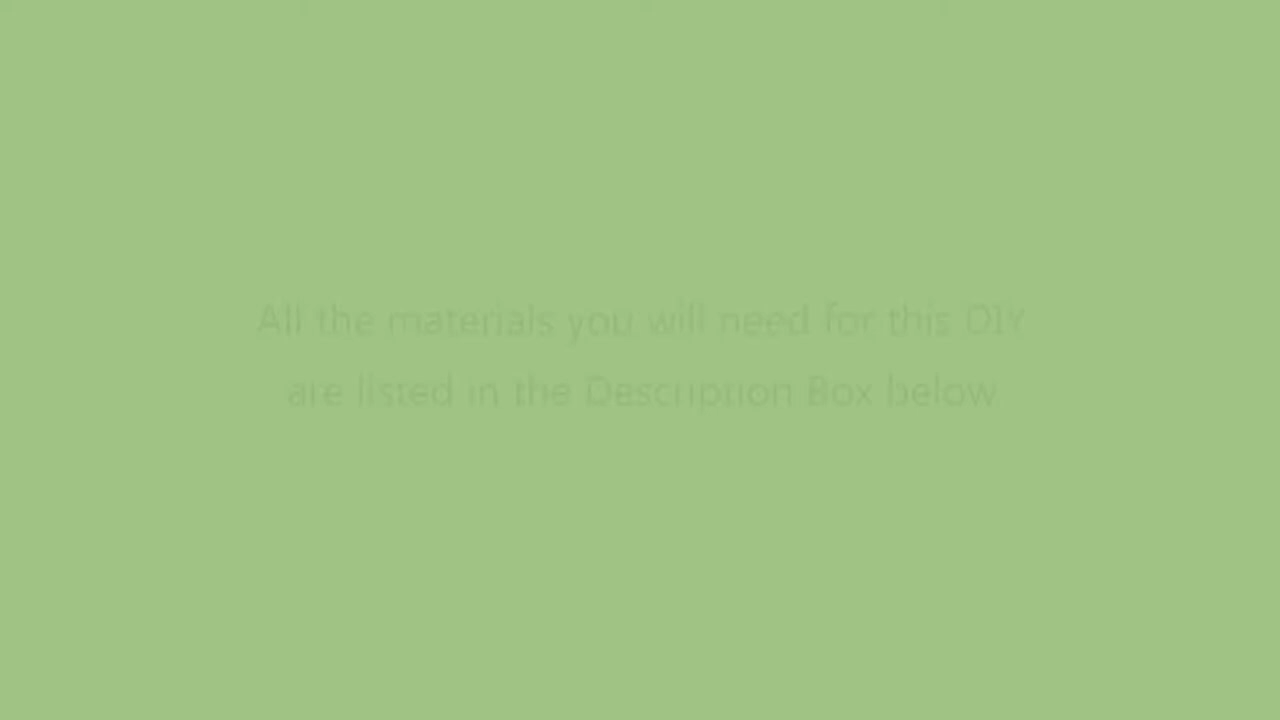 All the materials you will need for this DIY
are listed in the Description Box below